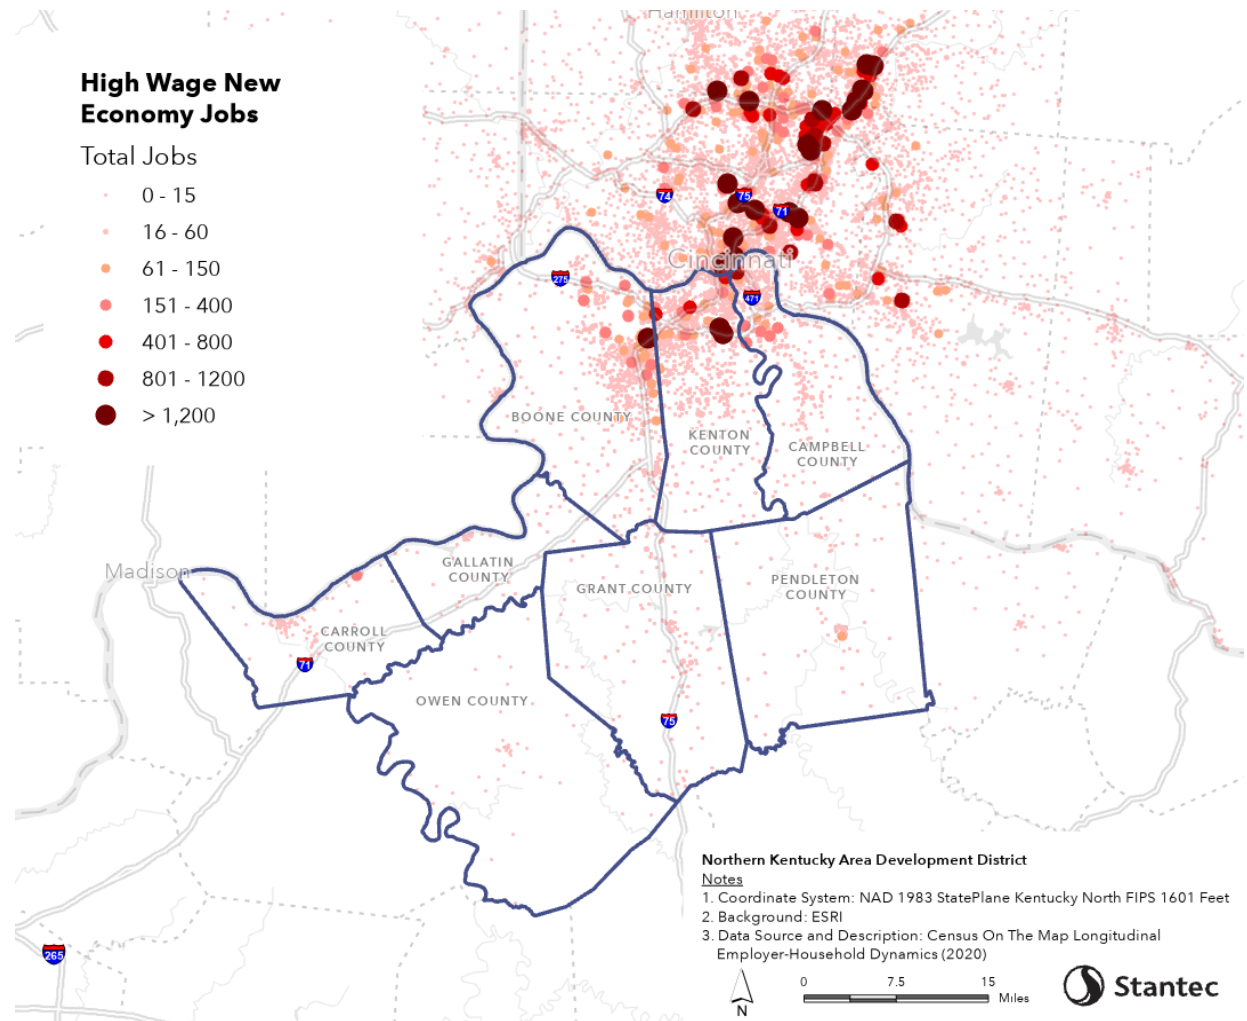 Hamilton
High Wage New
Economy Jobs
Total Jobs
0 - 15
16 - 60
61 - 150
151 - 400
401 - 800
801 - 1200
> 1,200
74
75
71
Cincinnati
275
471
BOONE COUNTY
KENTON
COUNTY
CAMPBELL
COUNTY
Madison
GALLATIN
COUNTY
GRANT COUNTY
PENDLETON
COUNTY
CARROLL
COUNTY
71
OWEN COUNTY
75
265
Northern Kentucky Area Development District
Notes
1. Coordinate System: NAD 1983 StatePlane Kentucky North FIPS 1601 Feet
2. Background: ESRI
3. Data Source and Description: Census On The Map Longitudinal
Employer-Household Dynamics (2020)
N
0 7.5 15
Miles
Stantec